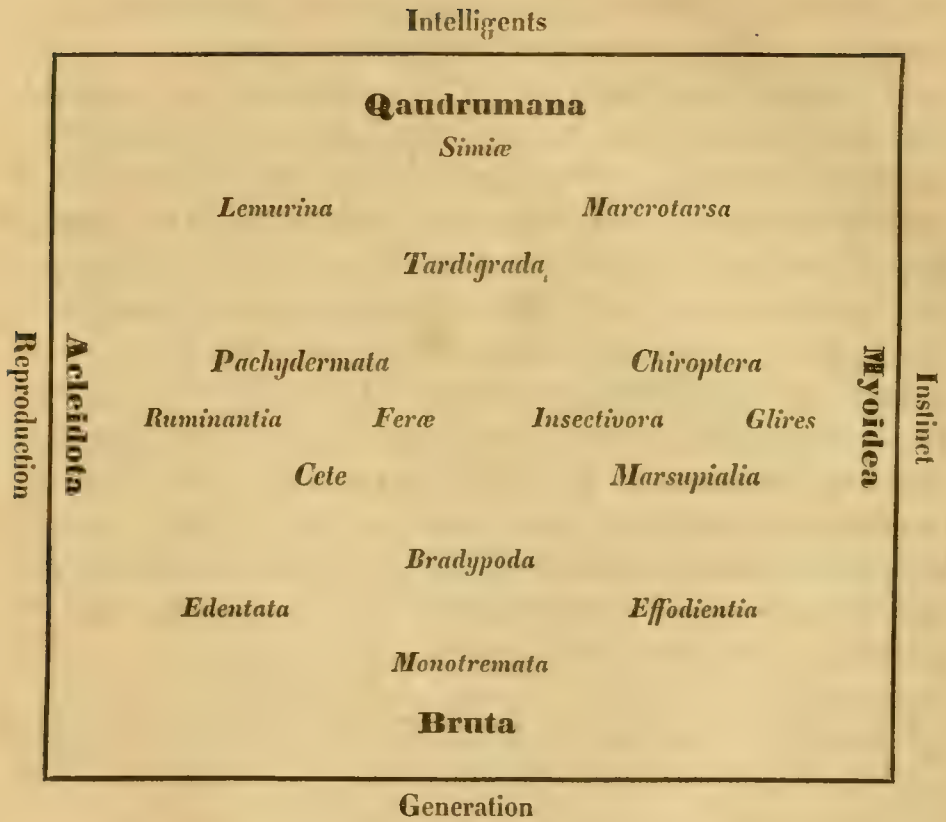 Intelligents
Qaudrumana
Simiæ
Lemurina Marcrotarsa
Tardigrada
Reproduction
Acleidota
Pachydermata Chiroptera
Ruminantia Feræ Insectivora Glires
Cete Marsupialia
Myoidea
Instinct
Bradypoda
Edentata Effodientia
Monotremata
Bruta
Generation